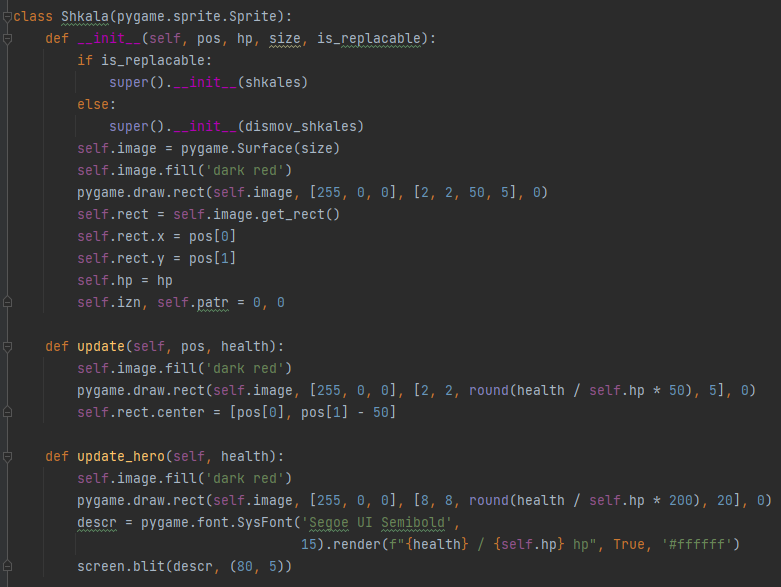 class Shkala(pygame.sprite.Sprite):
    def __init__(self, pos, hp, size, is_replacable):
        if is_replacable:
            super().__init__(shkales)
        else:
            super().__init__(dismov_shkales)
        self.image = pygame.Surface(size)
        self.image.fill('dark red')
        pygame.draw.rect(self.image, [255, 0, 0], [2, 2, 50, 5], 0)
        self.rect = self.image.get_rect()
        self.rect.x = pos[0]
        self.rect.y = pos[1]
        self.hp = hp
        self.izn, self.patr = 0, 0

    def update(self, pos, health):
        self.image.fill('dark red')
        pygame.draw.rect(self.image, [255, 0, 0], [2, 2, round(health / self.hp * 50), 5], 0)
        self.rect.center = [pos[0], pos[1] - 50]

    def update_hero(self, health):
        self.image.fill('dark red')
        pygame.draw.rect(self.image, [255, 0, 0], [8, 8, round(health / self.hp * 200), 20], 0)
        descr = pygame.font.SysFont('Segoe UI Semibold',
                                    15).render(f"{health} / {self.hp} hp", True, '#ffffff')
        screen.blit(descr, (80, 5))